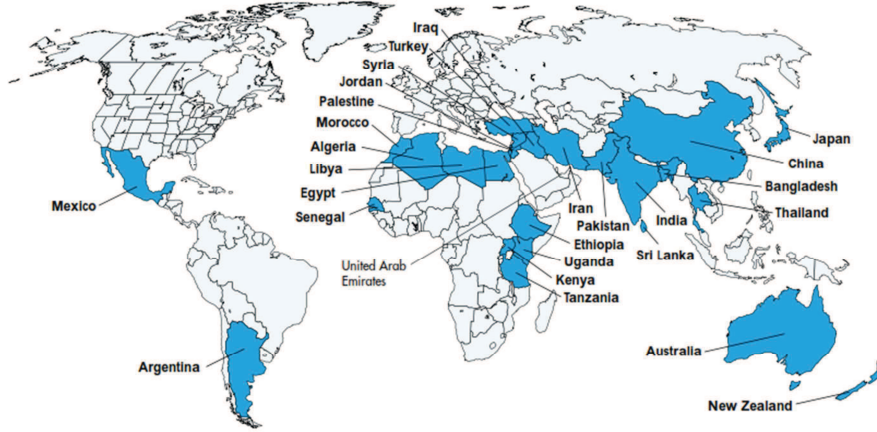 Iraq
Turkey
Syria
Jordan
Palestine
Morocco
Algeria
Libya
Egypt
Senegal
Mexico
Argentina
United Arab
Emirates
Iran
Pakistan
Ethiopia
Uganda
Kenya
Tanzania
India
Sri Lanka
Japan
China
Bangladesh
Thailand
Australia
New Zealand